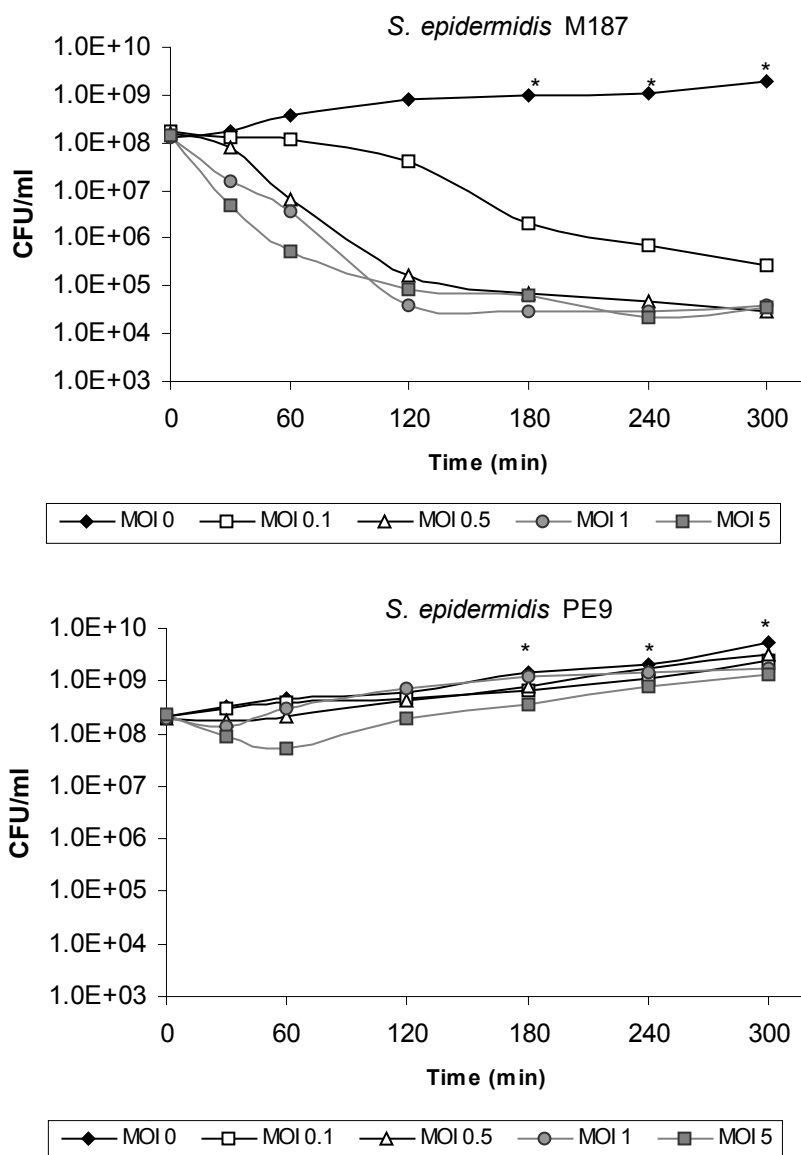 S. epidermidis M187
*
*
*
1.0E+10
1.0E+09
1.0E+08
1.0E+07
1.0E+06
1.0E+05
1.0E+04
1.0E+03
CFU/ml
0 60 120 180 240 300
Time (min)
MOI 0 MOI 0.1 MOI 0.5 MOI 1 MOI 5
S. epidermidis PE9
*
*
*
1.0E+10
1.0E+09
1.0E+08
1.0E+07
1.0E+06
1.0E+05
1.0E+04
1.0E+03
CFU/ml
0 60 120 180 240 300
Time (min)
MOI 0 MOI 0.1 MOI 0.5 MOI 1 MOI 5